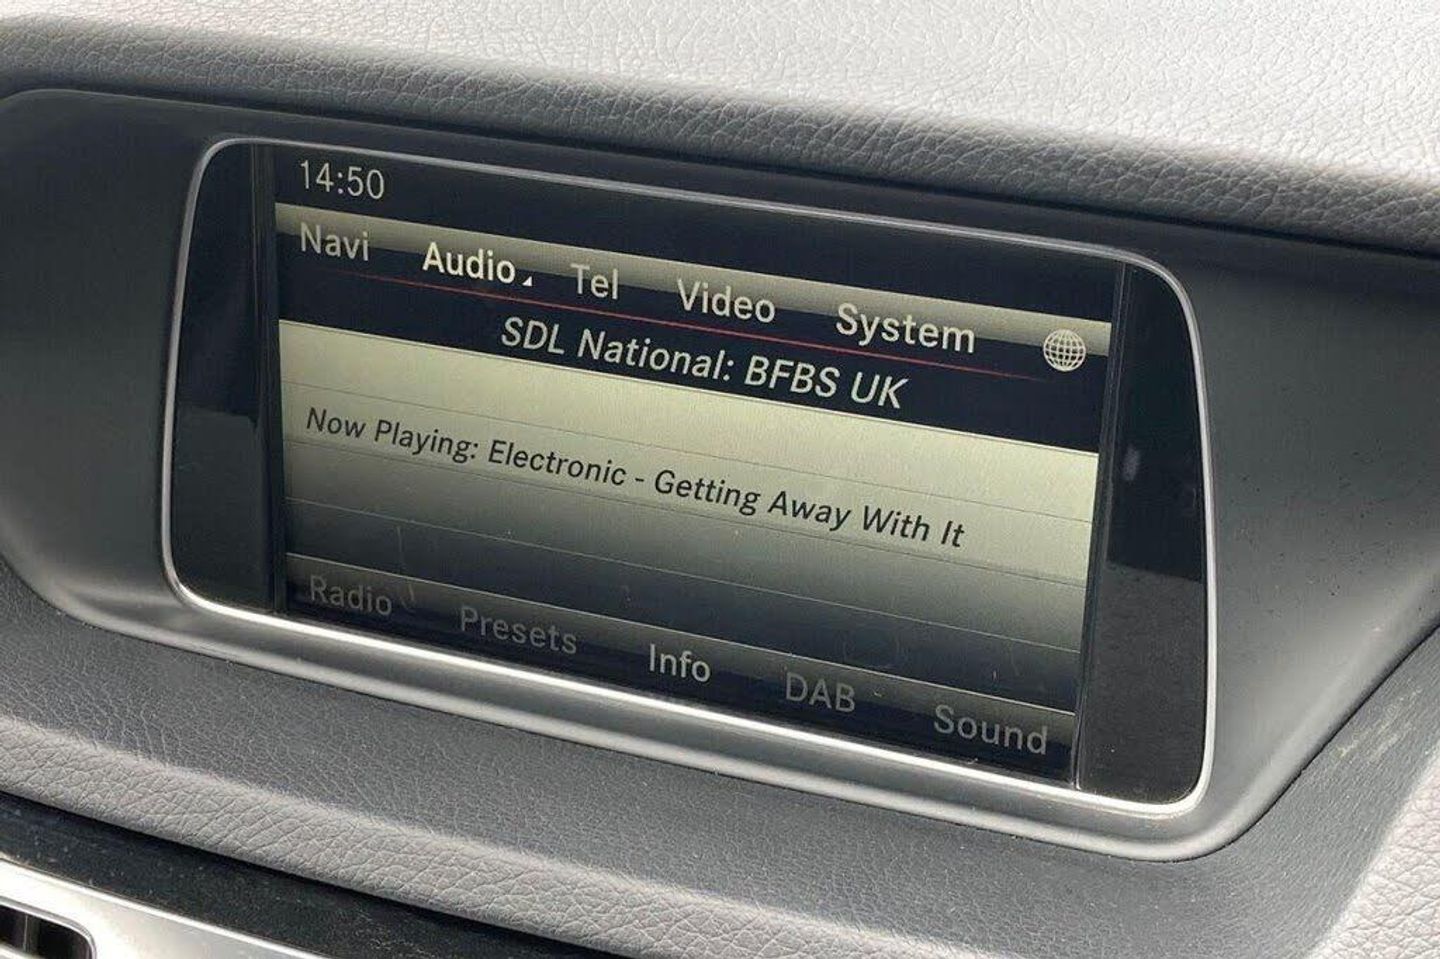 14:50
Navi Audio Tel Video System
SDL National: BFBS UK
Now Playing: Electronic - Getting Away With It
Radio Presets Info DAB Sound